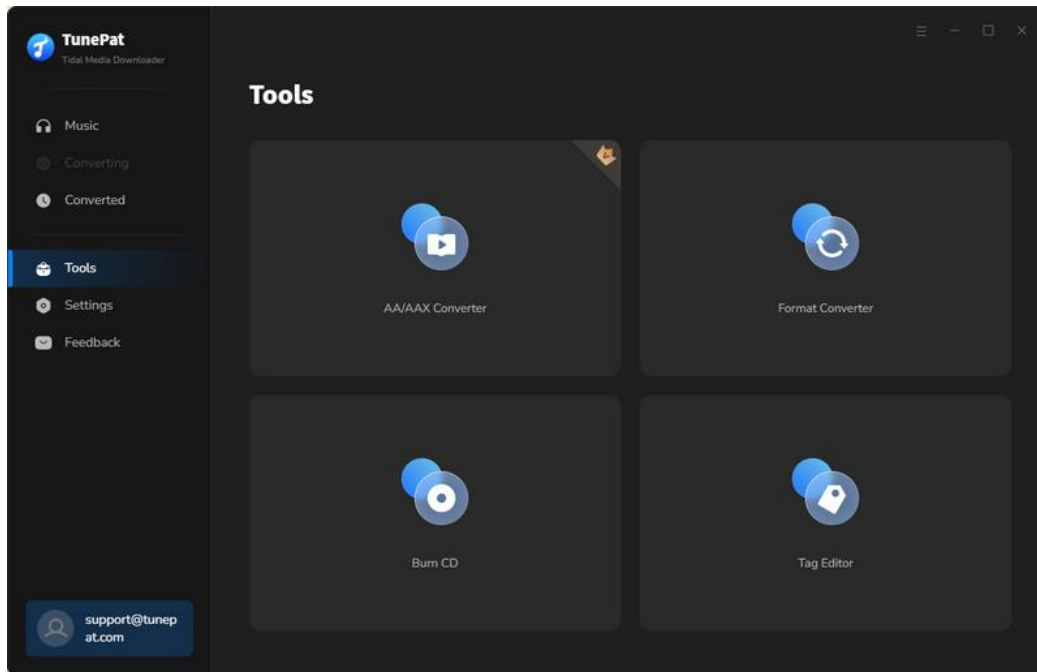 TunePat
Tidal Media Downloader
Music
Converting
Converted
Tools
Settings
Feedback
support@tunep
at.com
Tools
AA/AAX Converter
Format Converter
Burn CD
Tag Editor